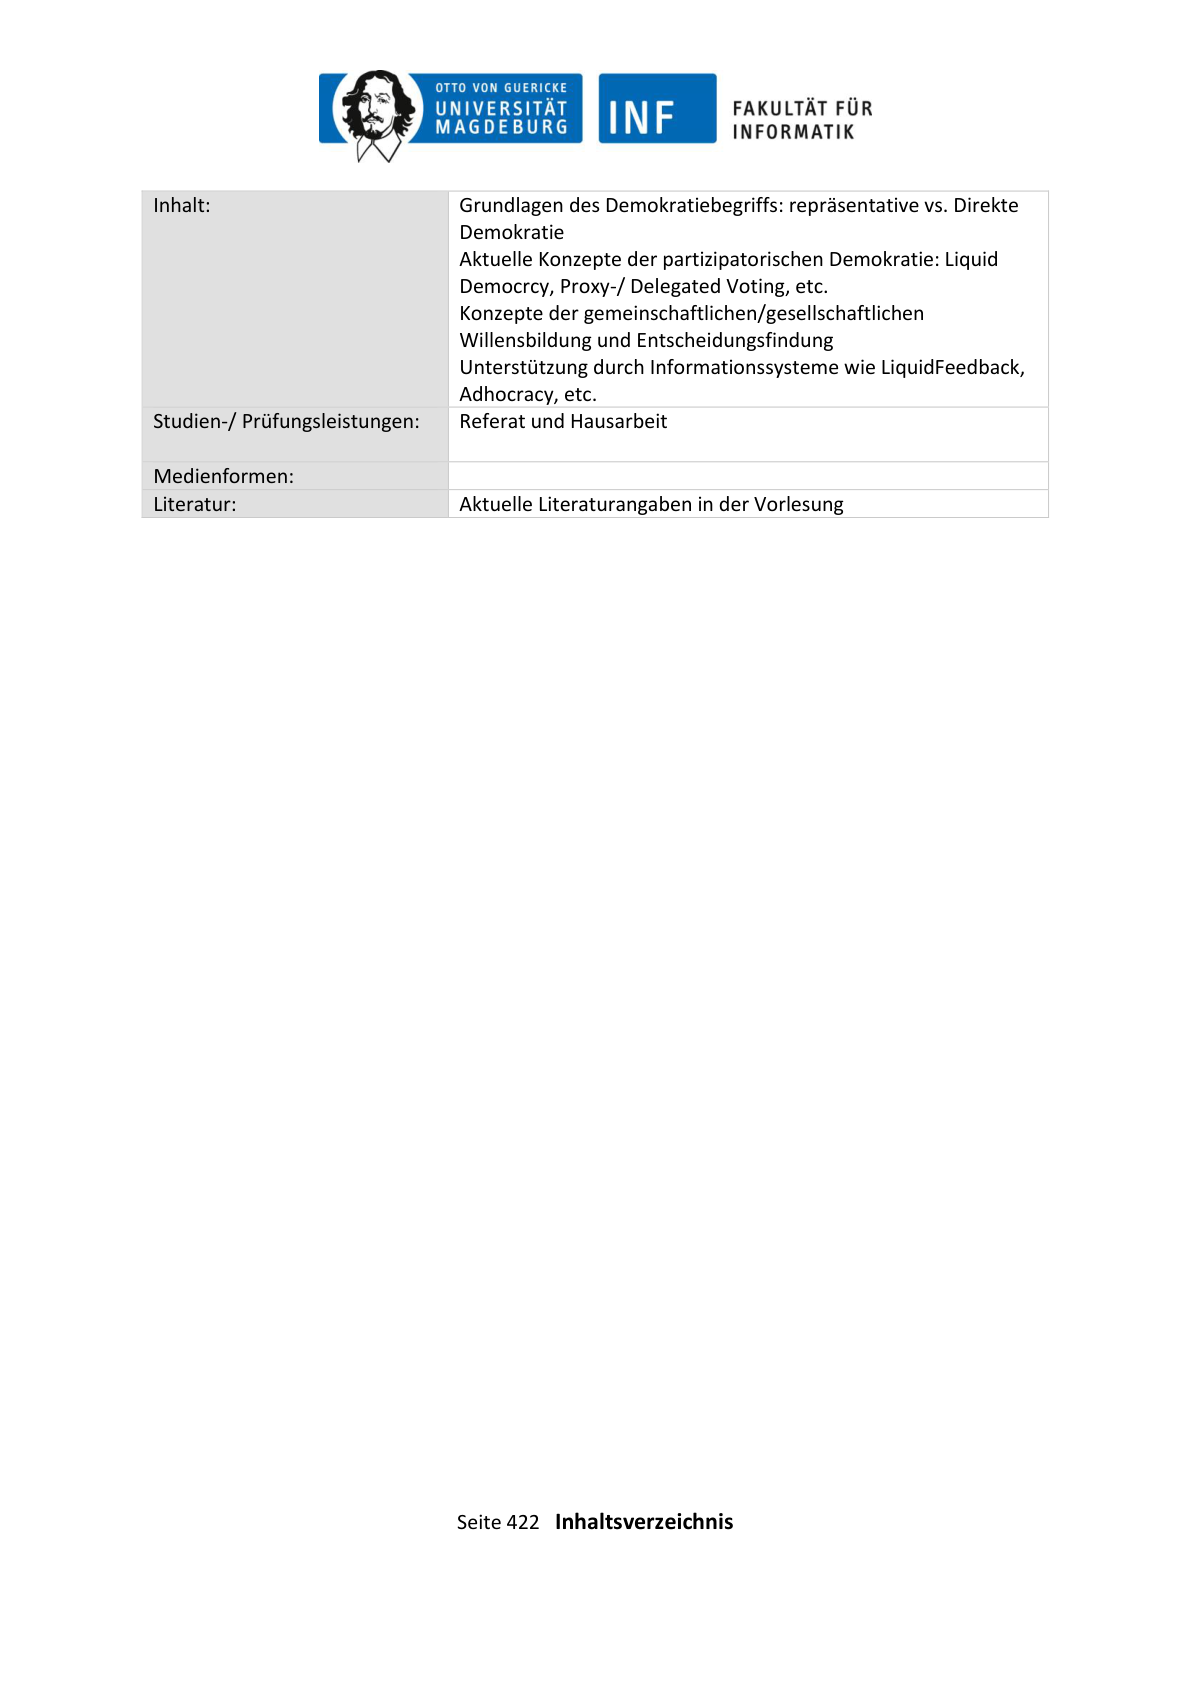 OTTO VON GUERICKE
UNIVERSITÄT
MAGDEBURG
INF
FAKULTÄT FÜR
INFORMATIK
Inhalt:
Grundlagen des Demokratiebegriffs: repräsentative vs. Direkte
Demokratie
Aktuelle Konzepte der partizipatorischen Demokratie: Liquid
Democrcy, Proxy-/ Delegated Voting, etc.
Konzepte der gemeinschaftlichen/gesellschaftlichen
Willensbildung und Entscheidungsfindung
Unterstützung durch Informationssysteme wie LiquidFeedback,
Adhocracy, etc.
Studien-/ Prüfungsleistungen:
Referat und Hausarbeit
Medienformen:
Literatur:
Aktuelle Literaturangaben in der Vorlesung
Seite 422 Inhaltsverzeichnis